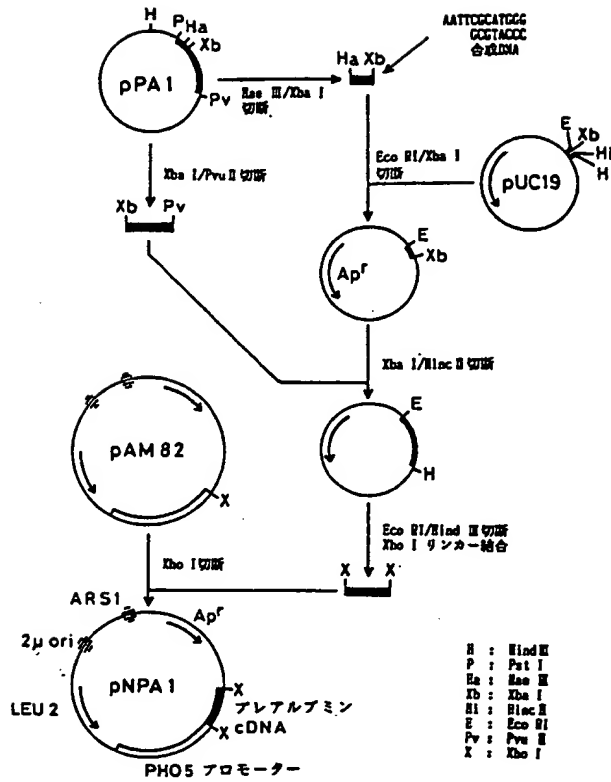 H
P Ha
Xb
pPA1
Pv
Hae III/Xba I
切断
Ha Xb
AATTCGCATGGG
GCGTACCC
合成DNA
Xba I/Pvu II 切断
Xb Pv
Eco RI/Xba I
切断
E
Xb
Hi
H
pUC19
E
Xb
Apr
Xba I/Hinc II 切断
pAM 82
X
E
H
Xho I 切断
Eco RI/Hind III 切断
Xho I リンカー結合
X X
ARS1
Apr
2μ ori
pNPA1
LEU 2
X
プレアルブミン
cDNA
X
PHO5 プロモーター
H : Hind III
P : Pst I
Ha : Hae III
Xb : Xba I
Hi : Hinc II
E : Eco RI
Pv : Pvu II
X : Xho I